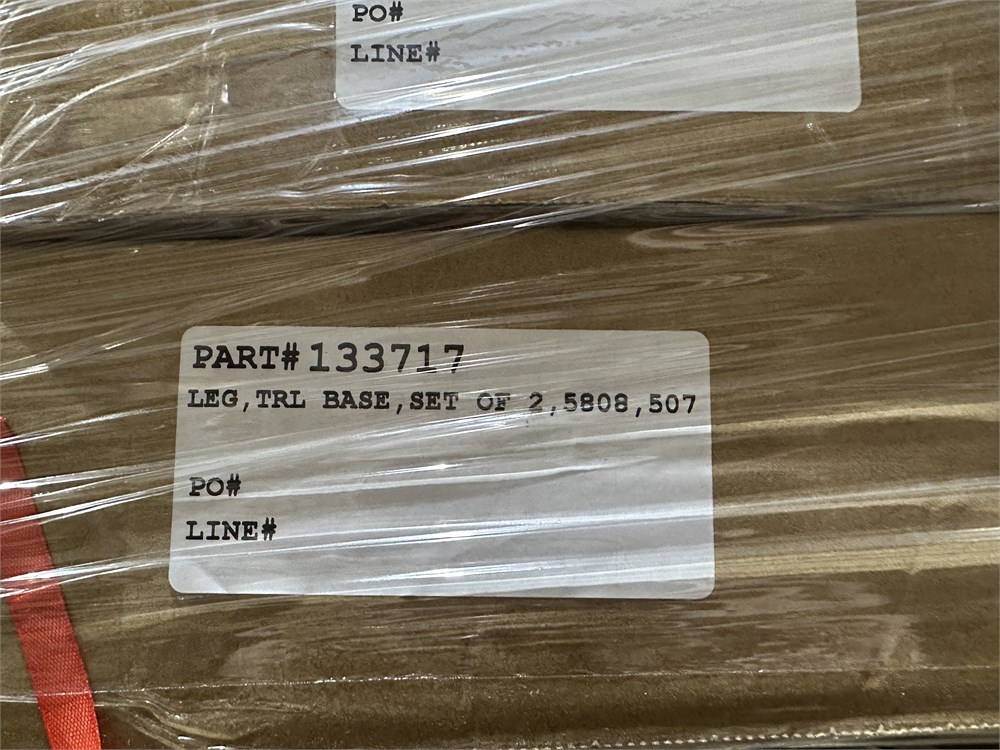 PO#
LINE#
PART#133717
LEG,TRL BASE,SET OF 2,5808,507
PO#
LINE#